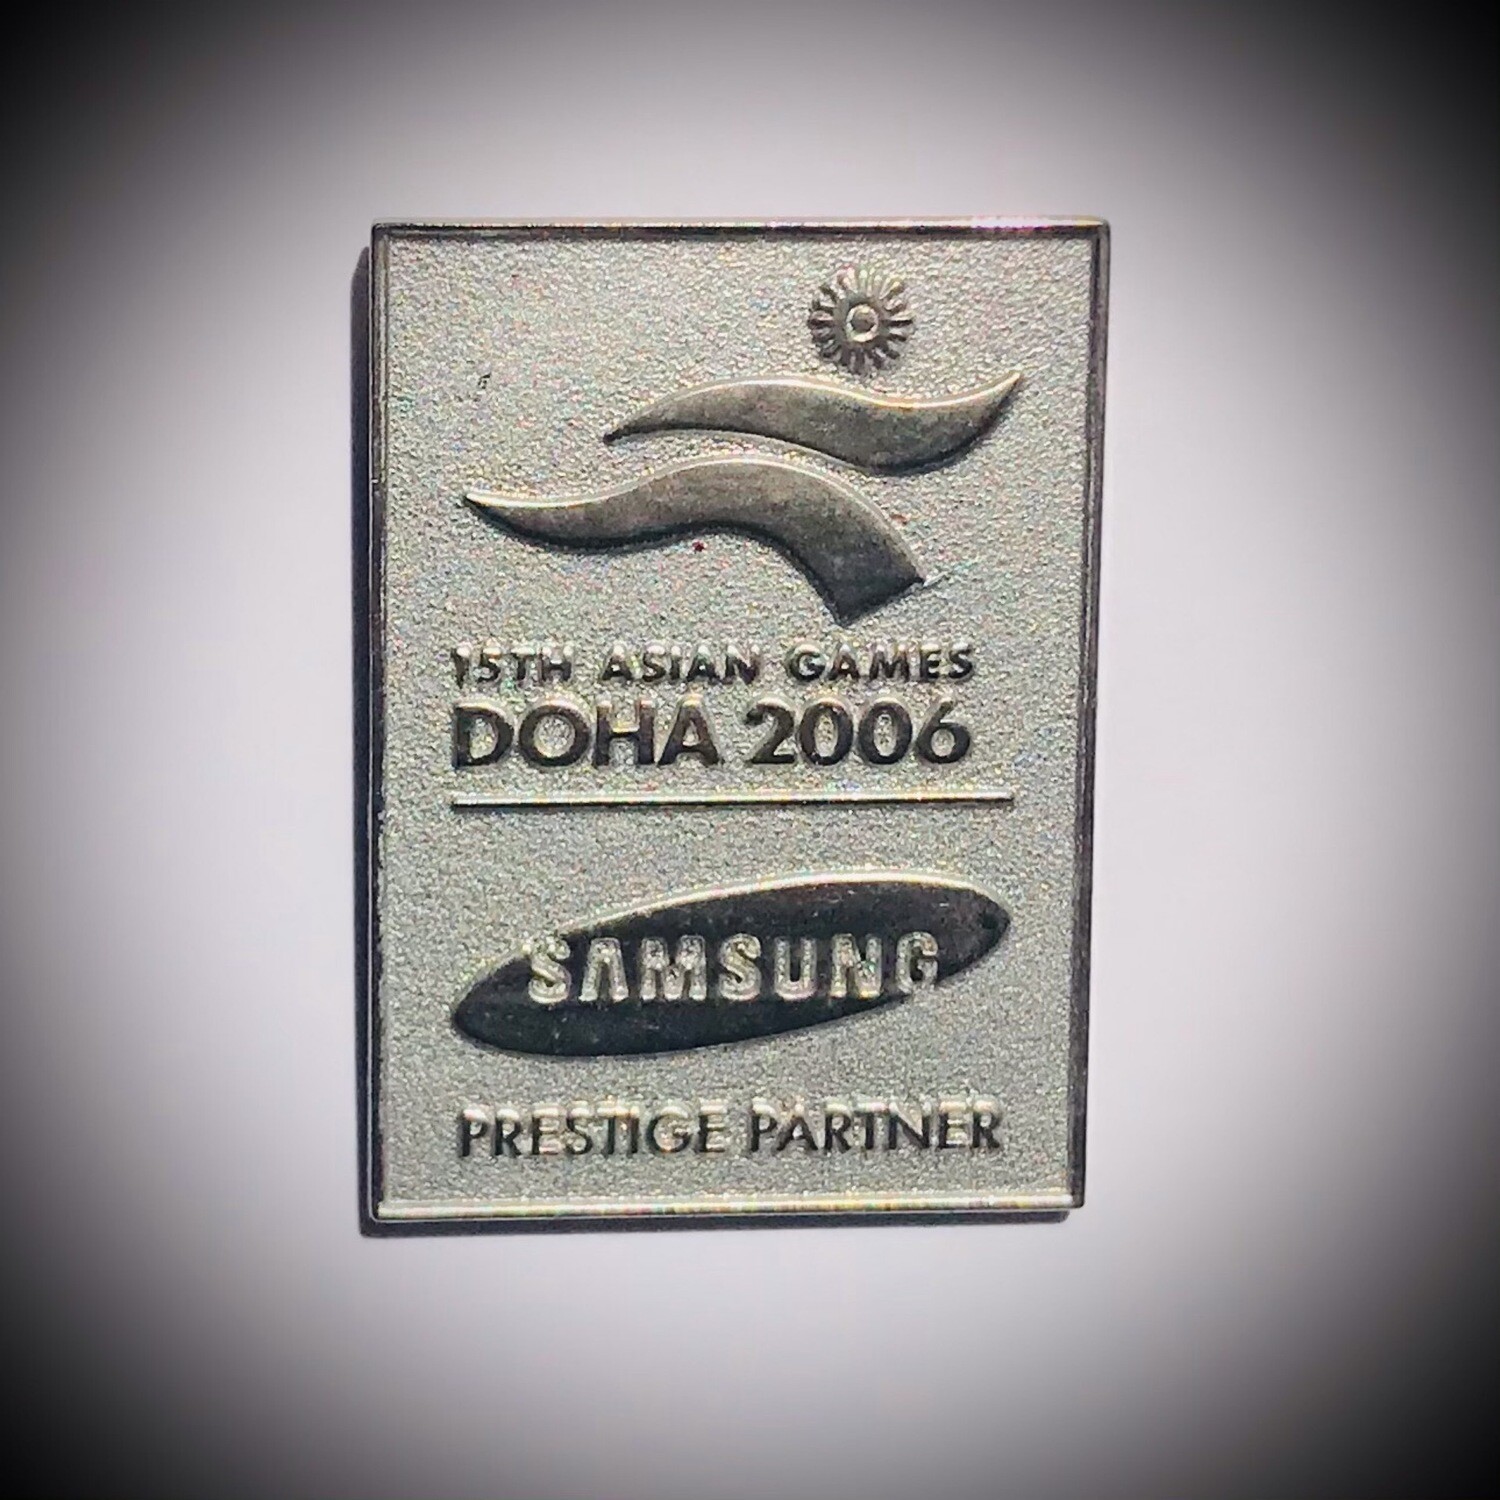 15TH ASIAN GAMES
DOHA 2006
SAMSUNG
PRESTIGE PARTNER